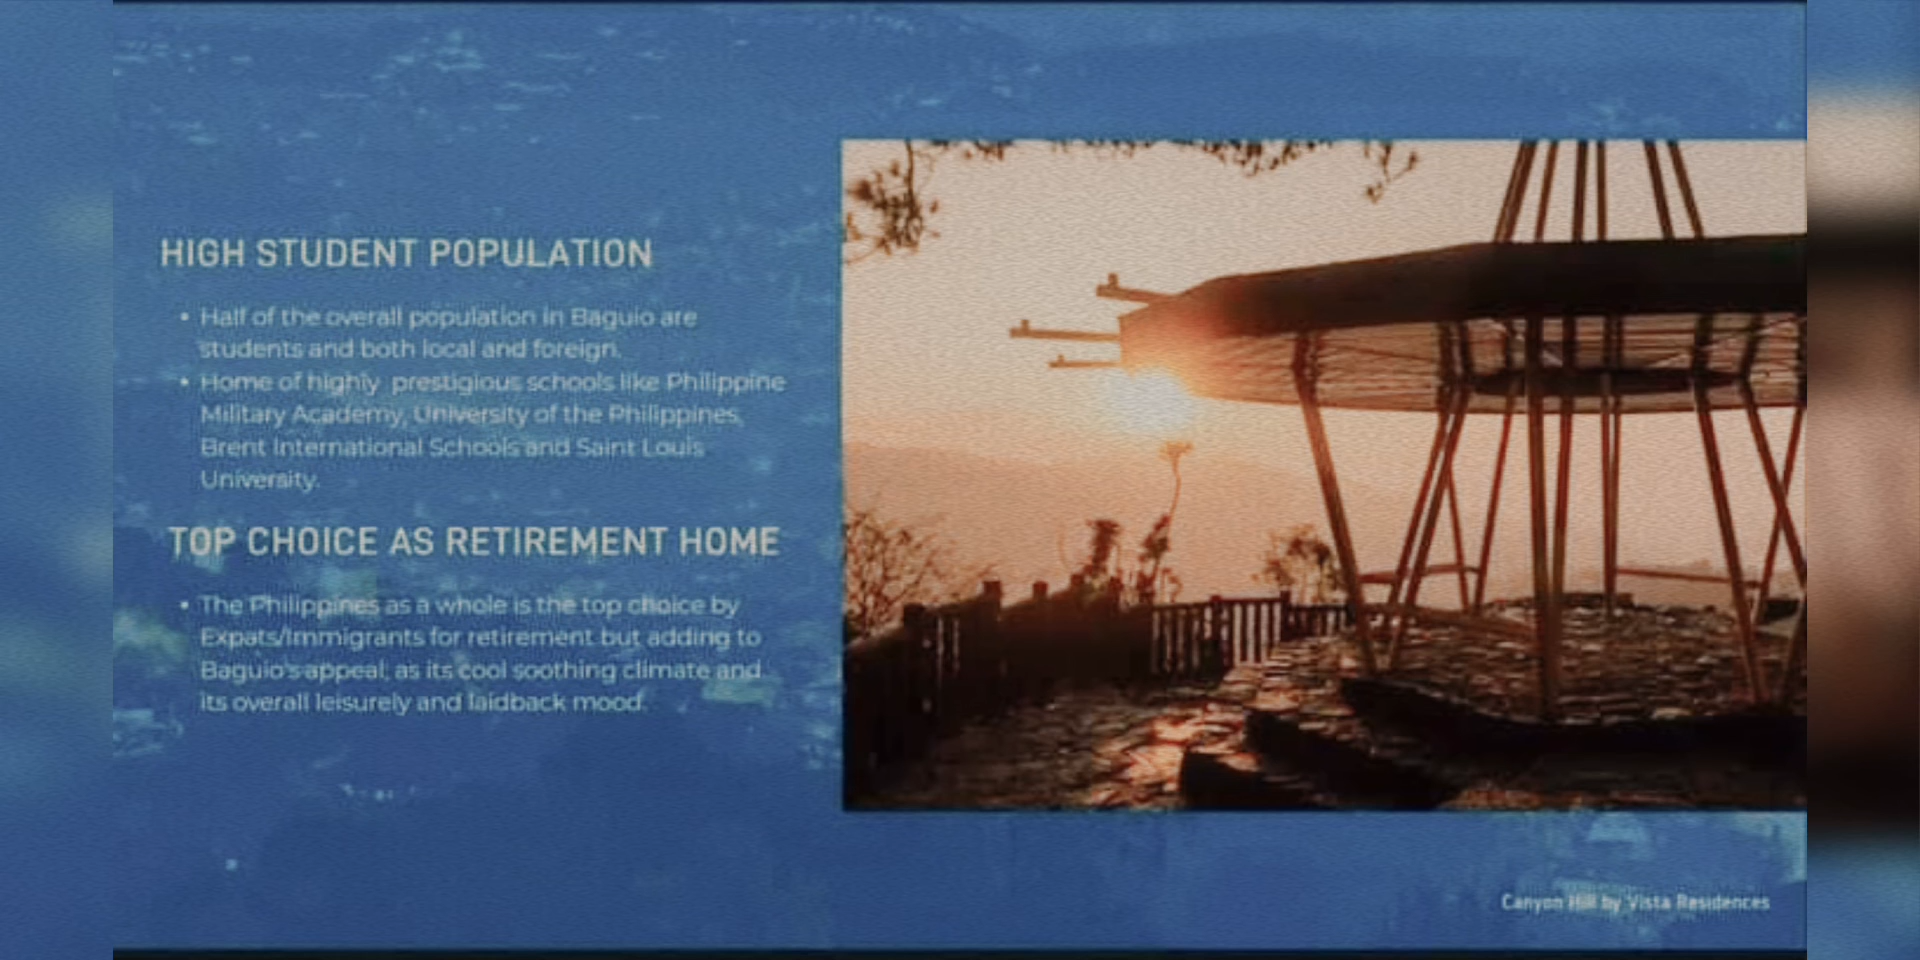 HIGH STUDENT POPULATION
• Half of the overall population in Baguio are
students and both local and foreign.
• Home of highly prestigious schools like Philippine
Military Academy, University of the Philippines,
Brent International Schools and Saint Louis
University.
TOP CHOICE AS RETIREMENT HOME
• The Philippines as a whole is the top choice by
Expats/Immigrants for retirement but adding to
Baguio's appeal; as its cool soothing climate and
its overall leisurely and laidback mood.
Canyon Hill by Vista Residences